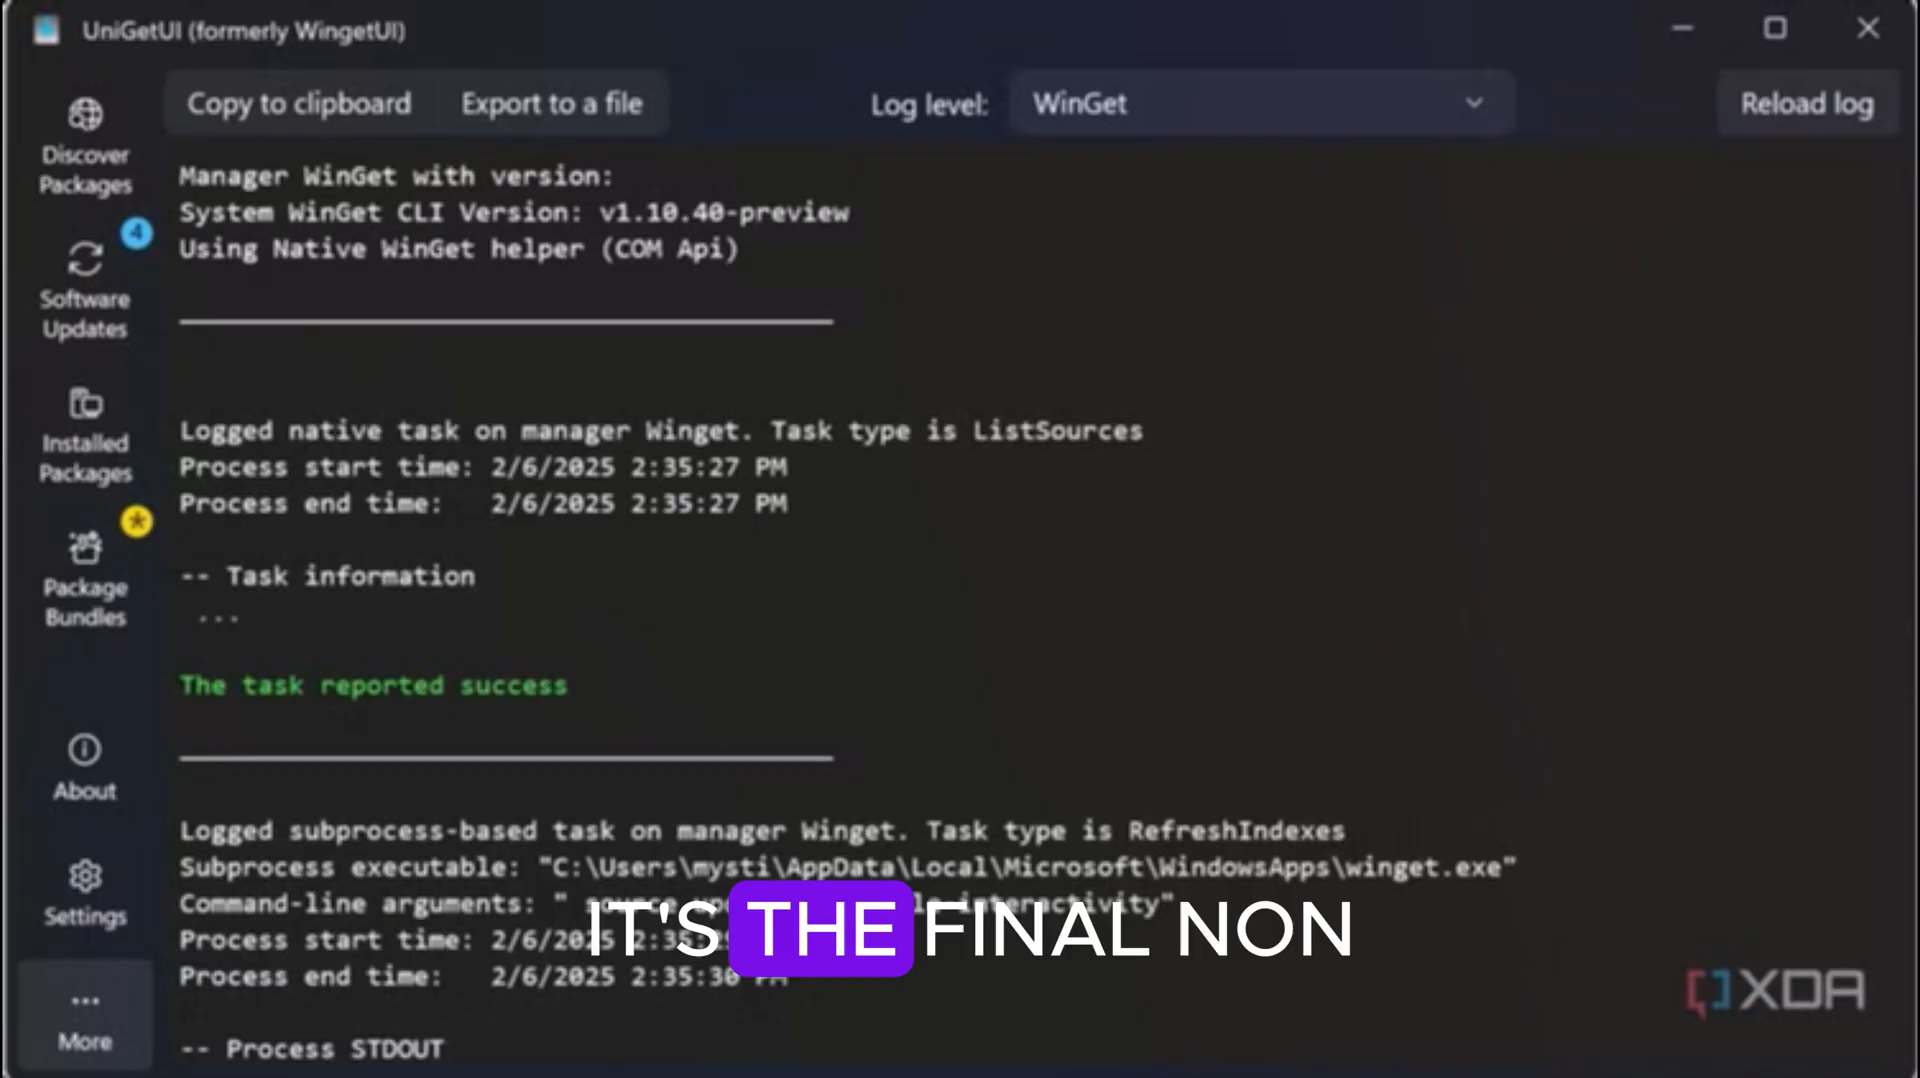 UniGetUI (formerly WingetUI)
Copy to clipboard
Export to a file
Log level:
WinGet
Reload log
Discover
Packages
4
Software
Updates
Installed
Packages
Package
Bundles
About
Settings
More
Manager WinGet with version:
System WinGet CLI Version: v1.10.40-preview
Using Native WinGet helper (COM Api)
Logged native task on manager Winget. Task type is ListSources
Process start time: 2/6/2025 2:35:27 PM
Process end time: 2/6/2025 2:35:27 PM
-- Task information
...
The task reported success
Logged subprocess-based task on manager Winget. Task type is RefreshIndexes
Subprocess executable: "C:\Users\mysti\AppData\Local\Microsoft\WindowsApps\winget.exe"
Command-line arguments: " interactivity"
Process start time: 2/6/2025
Process end time: 2/6/2025 2:35:30 PM
-- Process STDOUT
IT'S THE FINAL NON
XDA